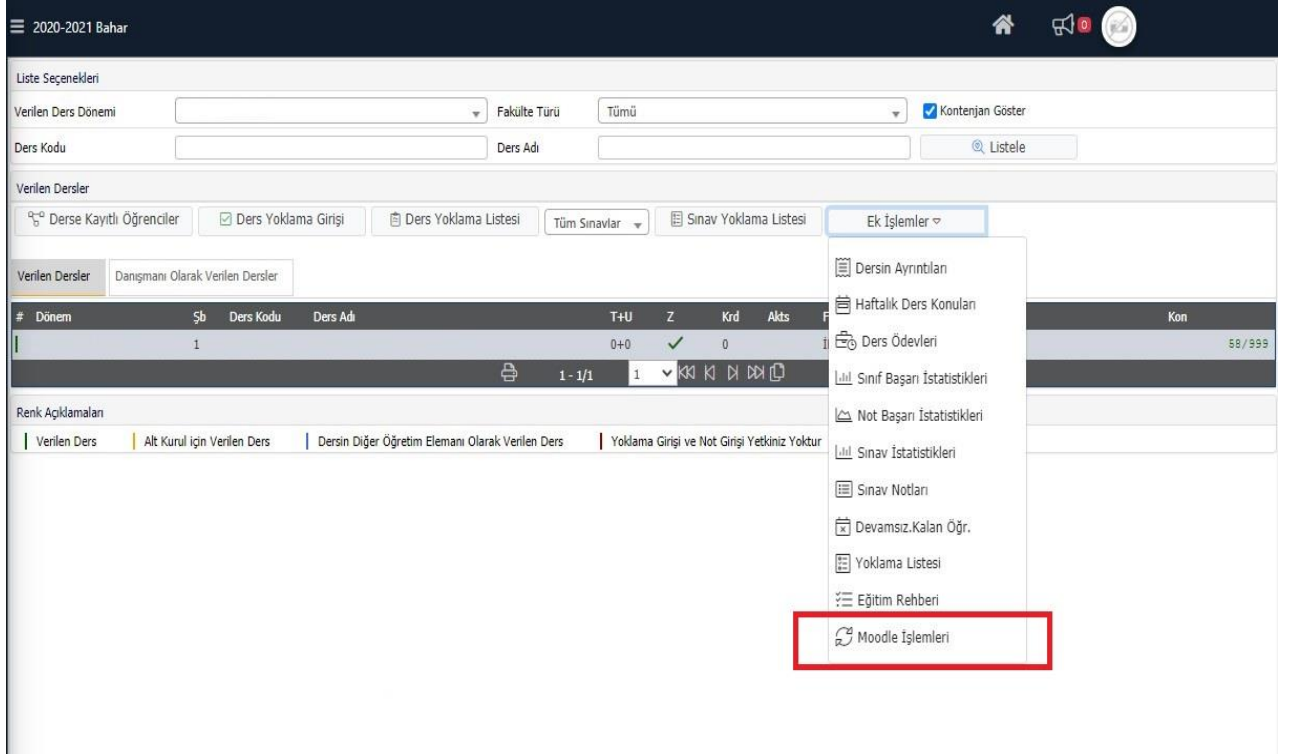 2020-2021 Bahar
0
Liste Seçenekleri
Verilen Ders Dönemi Fakülte Türü Tümü Kontenjan Göster
Ders Kodu Ders Adı Listele
Verilen Dersler
Derse Kayıtlı Öğrenciler Ders Yoklama Girişi Ders Yoklama Listesi Tüm Sınavlar Sınav Yoklama Listesi Ek İşlemler
Verilen Dersler Danışmanı Olarak Verilen Dersler
# Dönem Şb Ders Kodu Ders Adı T+U Z Krd Akts Kon
1 0+0 0 58/999
1 - 1/1 1
Renk Açıklamaları
Verilen Ders Alt Kurul için Verilen Ders Dersin Diğer Öğretim Elemanı Olarak Verilen Ders Yoklama Girişi ve Not Girişi Yetkiniz Yoktur
Dersin Ayrıntıları
Haftalık Ders Konuları
Ders Ödevleri
Sınıf Başarı İstatistikleri
Not Başarı İstatistikleri
Sınav İstatistikleri
Sınav Notları
Devamsız.Kalan Öğr.
Yoklama Listesi
Eğitim Rehberi
Moodle İşlemleri